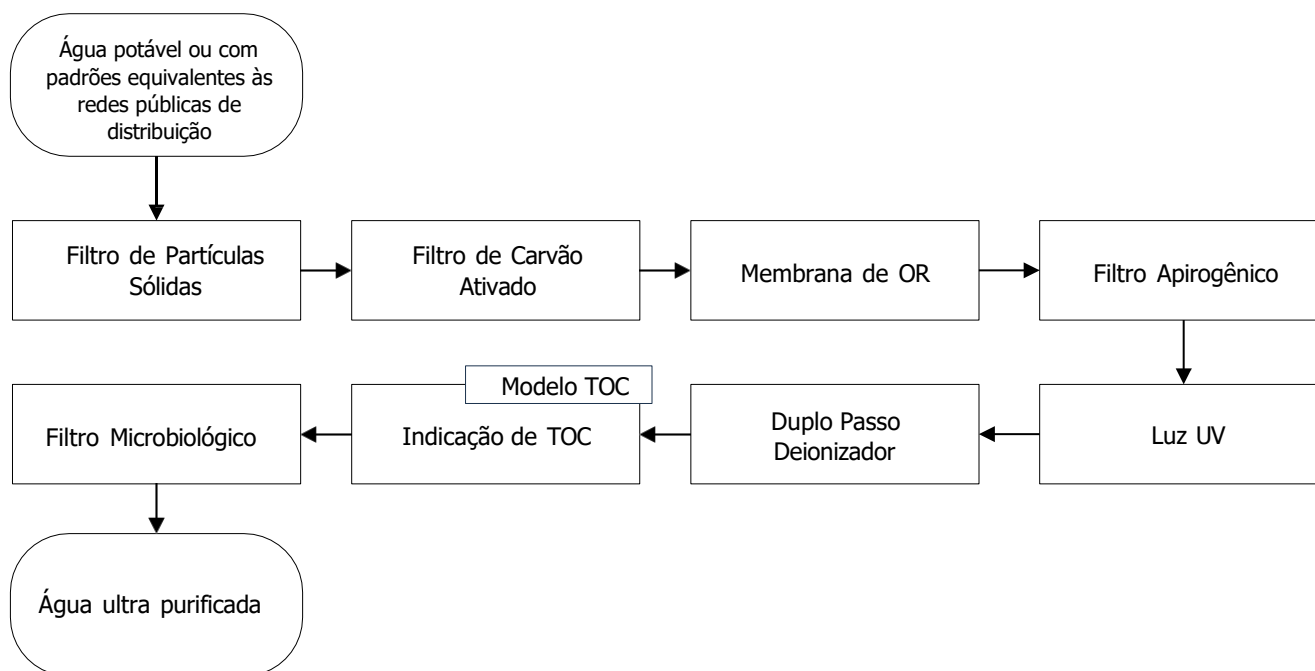 Água potável ou com
padrões equivalentes às
redes públicas de
distribuição
Filtro de Partículas
Sólidas
Filtro de Carvão
Ativado
Membrana de OR
Filtro Apirogênico
Luz UV
Duplo Passo
Deionizador
Modelo TOC
Indicação de TOC
Filtro Microbiológico
Água ultra purificada